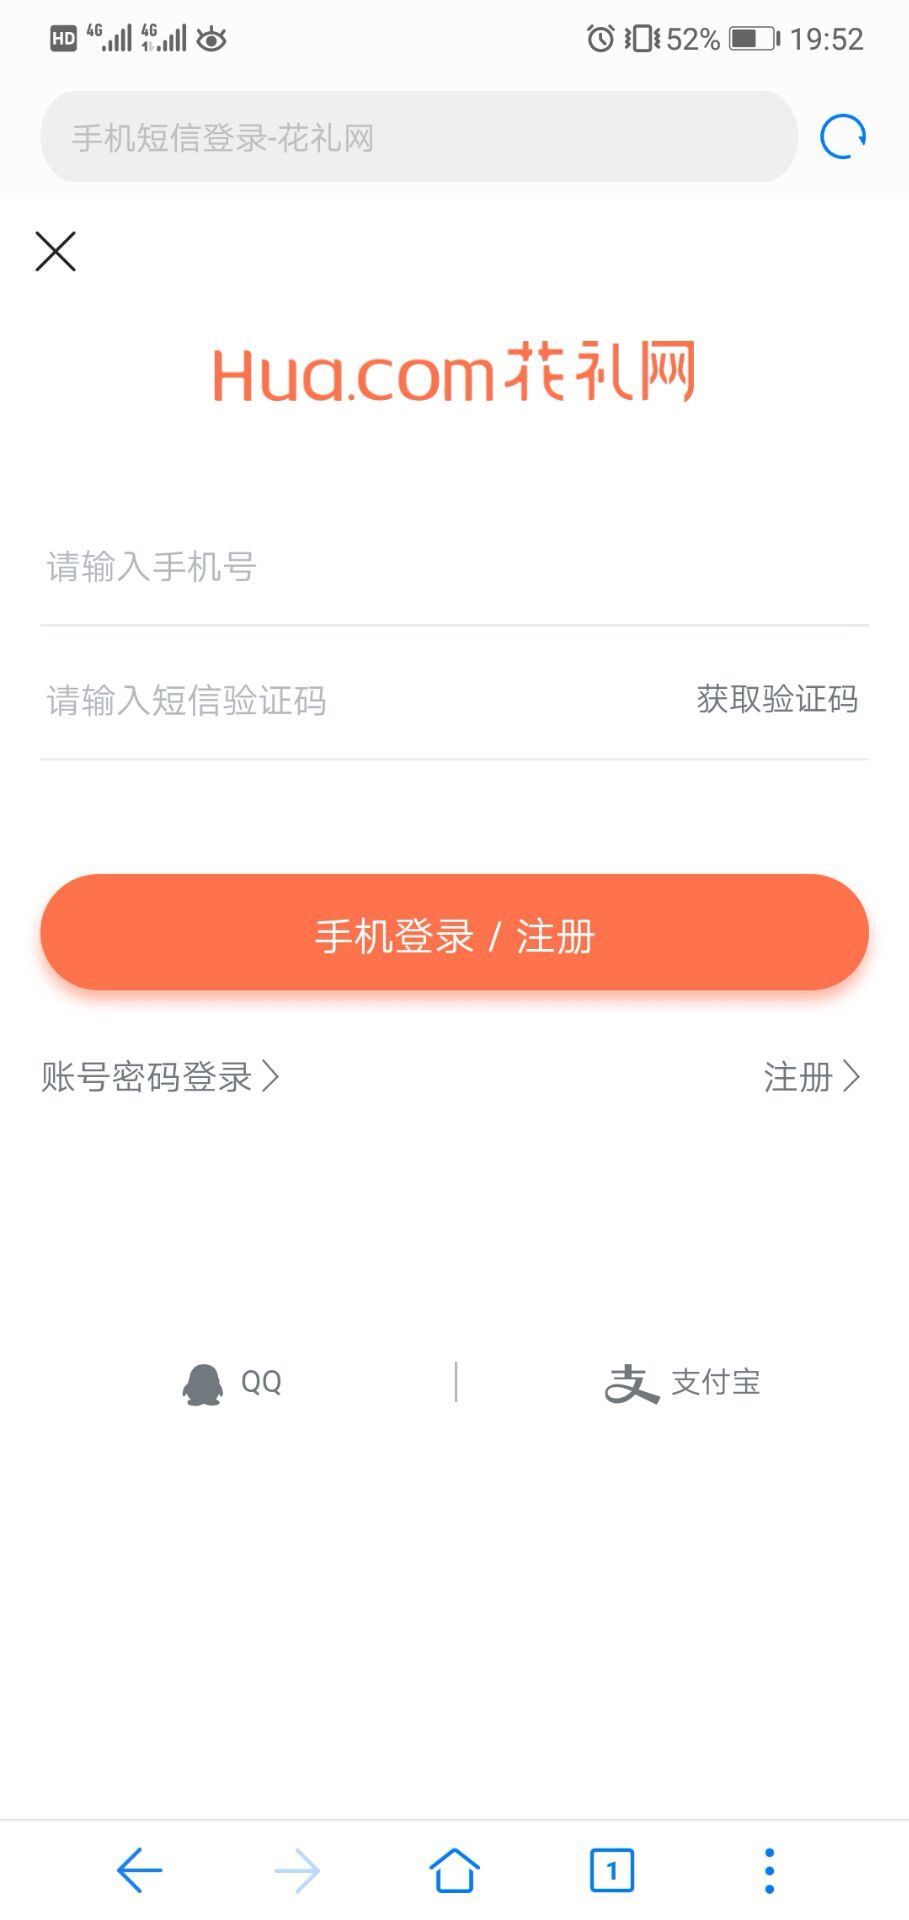 HD 4G 4G 52% 19:52
手机短信登录-花礼网
Hua.com花礼网
请输入手机号
请输入短信验证码 获取验证码
手机登录 / 注册
账号密码登录 注册
QQ 支付宝
1